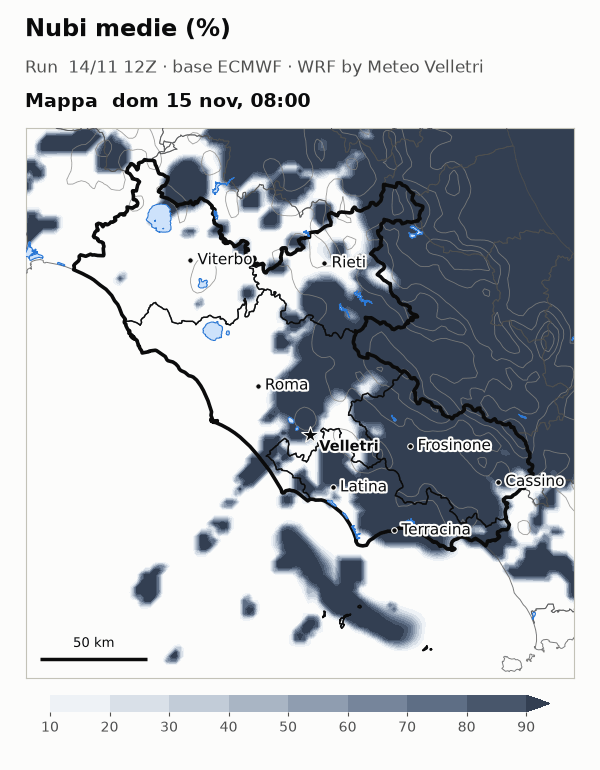 Nubi medie (%)
Run  14/11 12Z · base ECMWF · WRF by Meteo Velletri
Mappa  dom 15 nov, 08:00
Viterbo
Rieti
Roma
Velletri
Frosinone
Cassino
Latina
Terracina
50 km
10 20 30 40 50 60 70 80 90